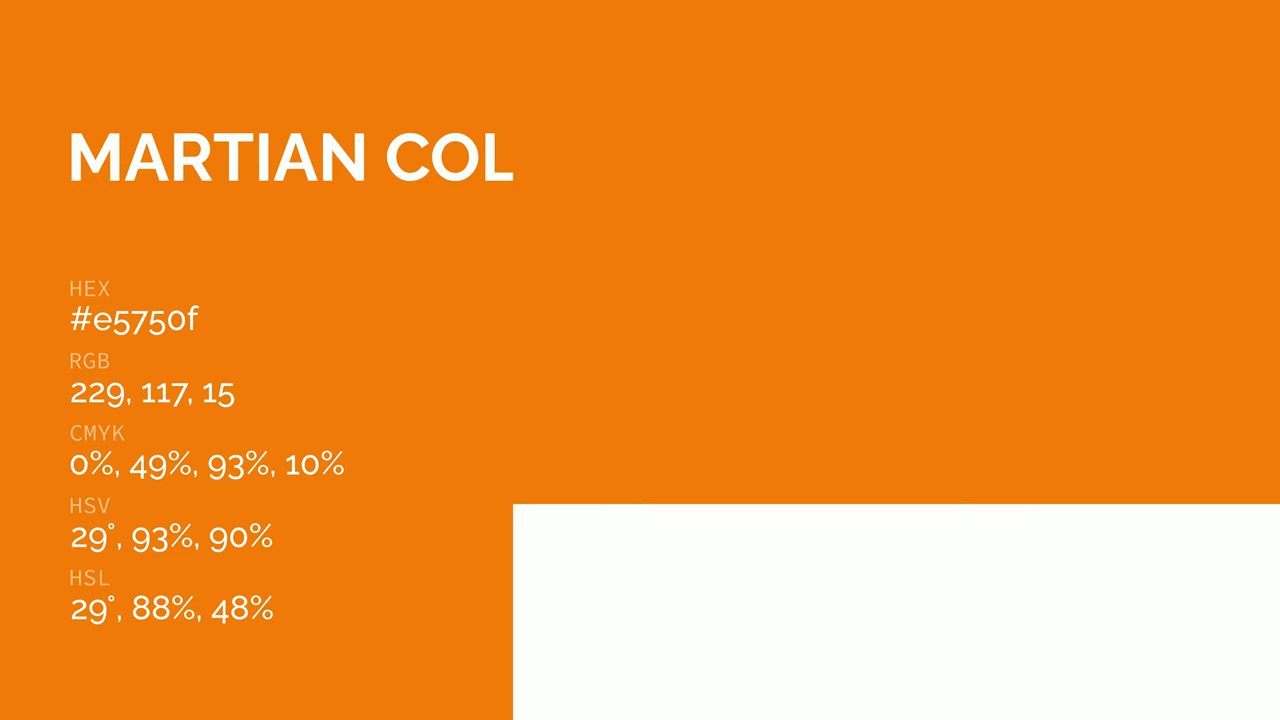 MARTIAN COL
HEX
#e5750f
RGB
229, 117, 15
CMYK
0%, 49%, 93%, 10%
HSV
29°, 93%, 90%
HSL
29°, 88%, 48%